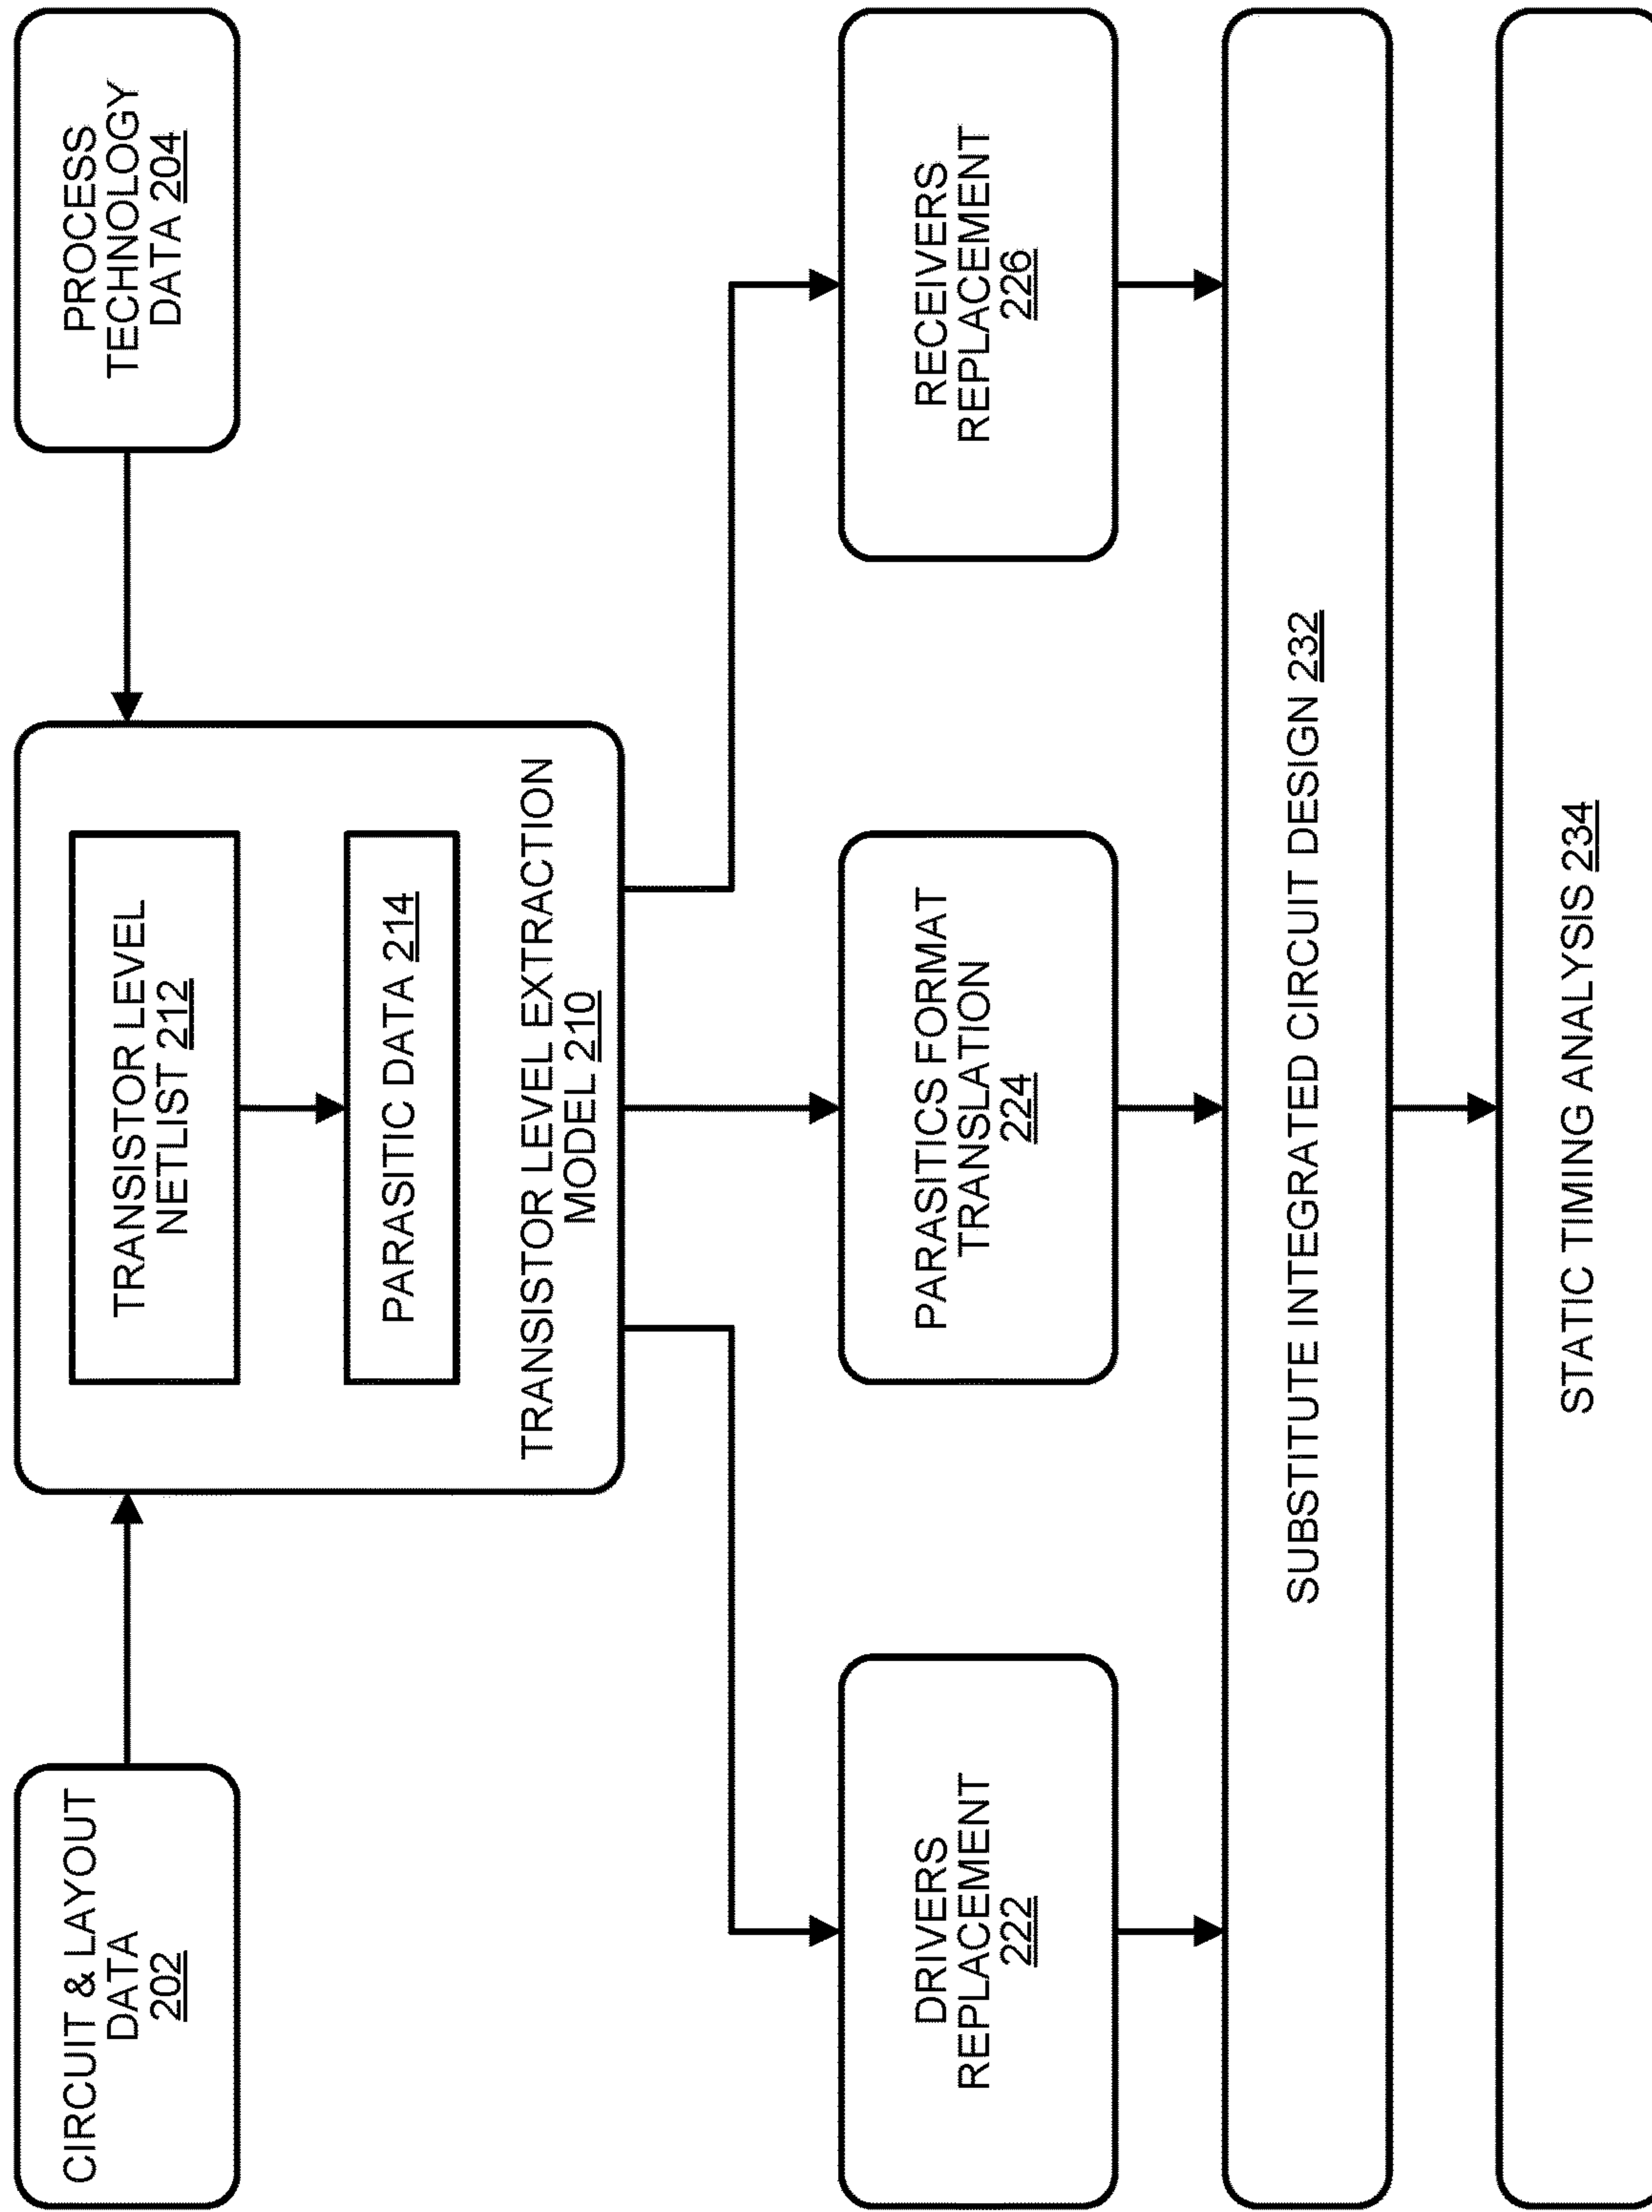 CIRCUIT & LAYOUT
DATA
202
TRANSISTOR LEVEL
NETLIST 212
PARASITIC DATA 214
TRANSISTOR LEVEL EXTRACTION
MODEL 210
PROCESS
TECHNOLOGY
DATA 204
DRIVERS
REPLACEMENT
222
PARASITICS FORMAT
TRANSLATION
224
RECEIVERS
REPLACEMENT
226
SUBSTITUTE INTEGRATED CIRCUIT DESIGN 232
STATIC TIMING ANALYSIS 234